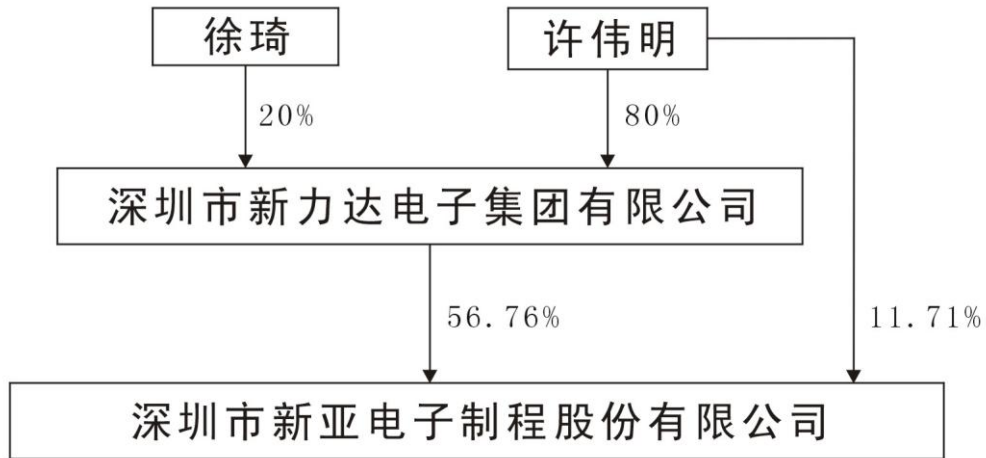 徐琦
许伟明
20%
80%
深圳市新力达电子集团有限公司
56.76%
11.71%
深圳市新亚电子制程股份有限公司